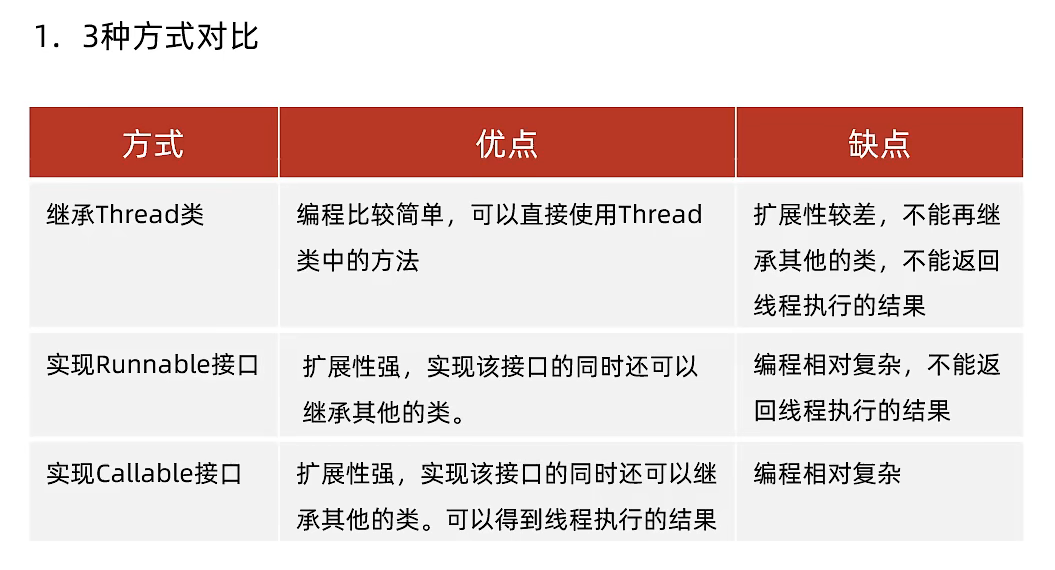 1. 3种方式对比
方式 优点 缺点
继承Thread类
编程比较简单，可以直接使用Thread
类中的方法
扩展性较差，不能再继
承其他的类，不能返回
线程执行的结果
实现Runnable接口
扩展性强，实现该接口的同时还可以
继承其他的类。
编程相对复杂，不能返
回线程执行的结果
实现Callable接口
扩展性强，实现该接口的同时还可以继
承其他的类。可以得到线程执行的结果
编程相对复杂